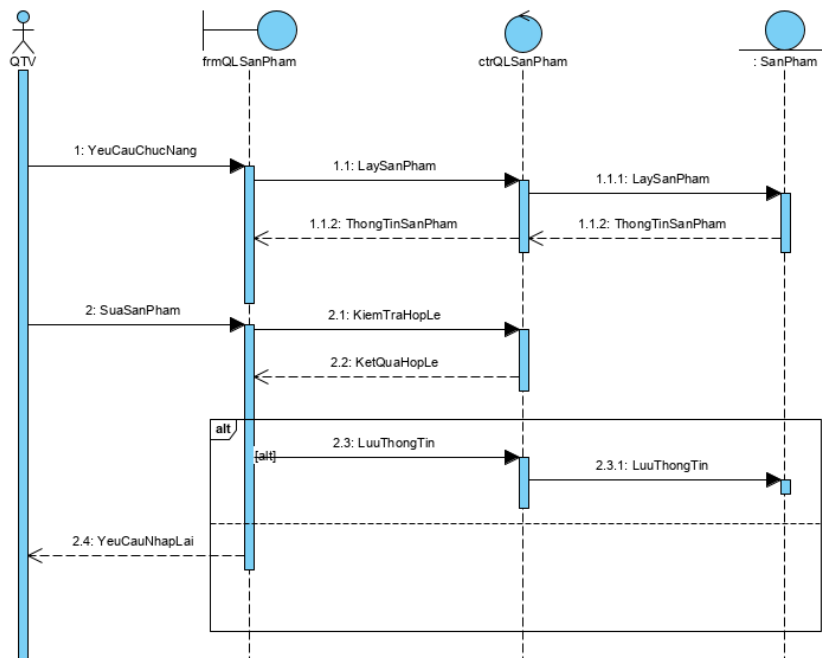 QTV
frmQLSanPham
ctrQLSanPham
: SanPham
1: YeuCauChucNang
1.1: LaySanPham
1.1.1: LaySanPham
1.1.2: ThongTinSanPham
1.1.2: ThongTinSanPham
2: SuaSanPham
2.1: KiemTraHopLe
2.2: KetQuaHopLe
alt
[alt]
2.3: LuuThongTin
2.3.1: LuuThongTin
2.4: YeuCauNhapLai